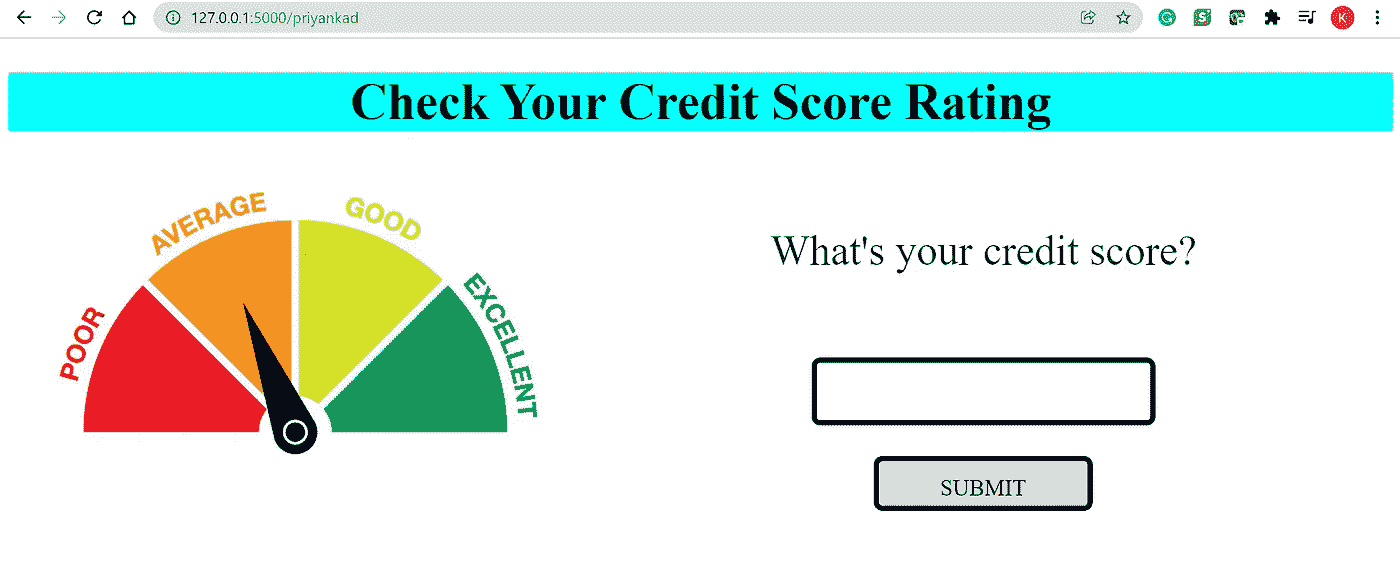 127.0.0.1:5000/priyankad
K
Check Your Credit Score Rating
POOR
AVERAGE
GOOD
EXCELLENT
What's your credit score?
SUBMIT